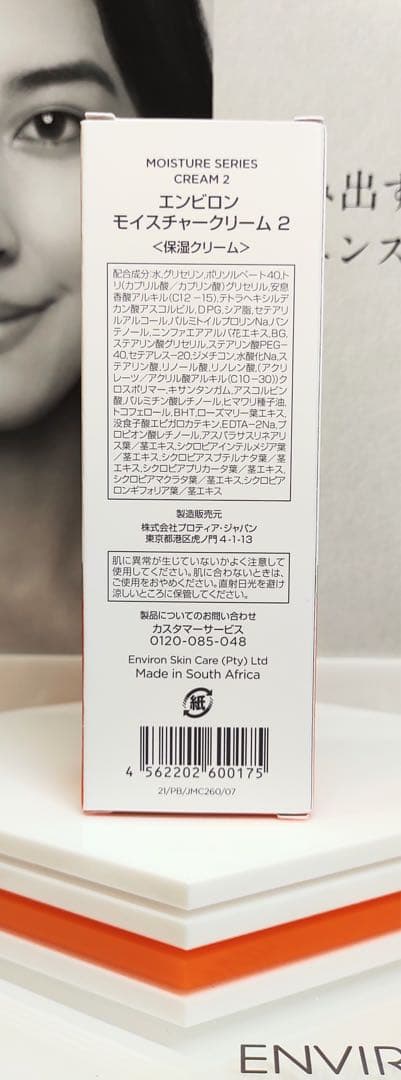 MOISTURE SERIES
CREAM 2
エンビロン
モイスチャークリーム 2
<保湿クリーム>
配合成分:水,グリセリン,ポリソルベート40,ト
リ(カプリル酸／カプリン酸)グリセリル,安息
香酸アルキル(C12－15),テトラヘキシルデ
カン酸アスコルビル,DPG,シア脂,セテアリ
ルアルコール,パルミトイルプロリンNa,パン
テノール,ニンファエアアルバ花エキス,BG,
ステアリン酸グリセリル,ステアリン酸PEG-
40,セテアレス-20,ジメチコン,水酸化Na,ス
テアリン酸,リノール酸,リノレン酸,(アクリ
レーツ／アクリル酸アルキル(C10-30))ク
ロスポリマー,キサンタンガム,アスコルビン
酸,パルミチン酸レチノール,ヒマワリ種子油,
トコフェロール,BHT,ローズマリー葉エキス,
没食子酸エピガロカテキン,EDTA-2Na,プ
ロピオン酸レチノール,アスパラサスリネアリ
ス葉／茎エキス,シクロピアインテルメジア葉
／茎エキス,シクロピアスブテルナタ葉／茎
エキス,シクロピアプリカータ葉／茎エキス,
シクロピアマクラタ葉／茎エキス,シクロピア
ロンギフォリア葉／茎エキス
製造販売元
株式会社プロティア・ジャパン
東京都港区虎ノ門 4-1-13
肌に異常が生じていないかよく注意して
使用してください。肌に合わないときは、
ご使用をおやめください。直射日光を避け
涼しいところに保管してください。
製品についてのお問い合わせ
カスタマーサービス
0120-085-048
Environ Skin Care (Pty) Ltd
Made in South Africa
紙
4 562202 600175
21/PB/JMC260/07
み出す
ンス
ENVIR